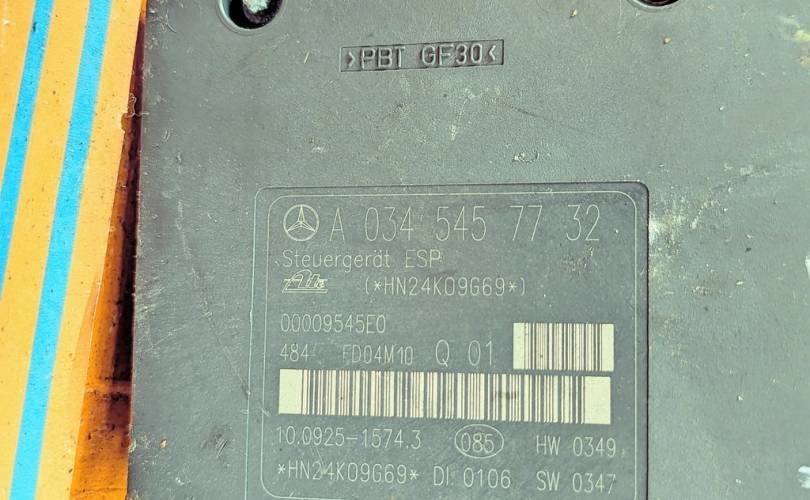 >PBT GF30<
A 034 545 77 32
Steuergerät ESP
ATE (*HN24K09G69*)
00009545E0
484 FD04M10 Q 01
10.0925-1574.3 085 HW 0349
*HN24K09G69* DI 0106 SW 0347